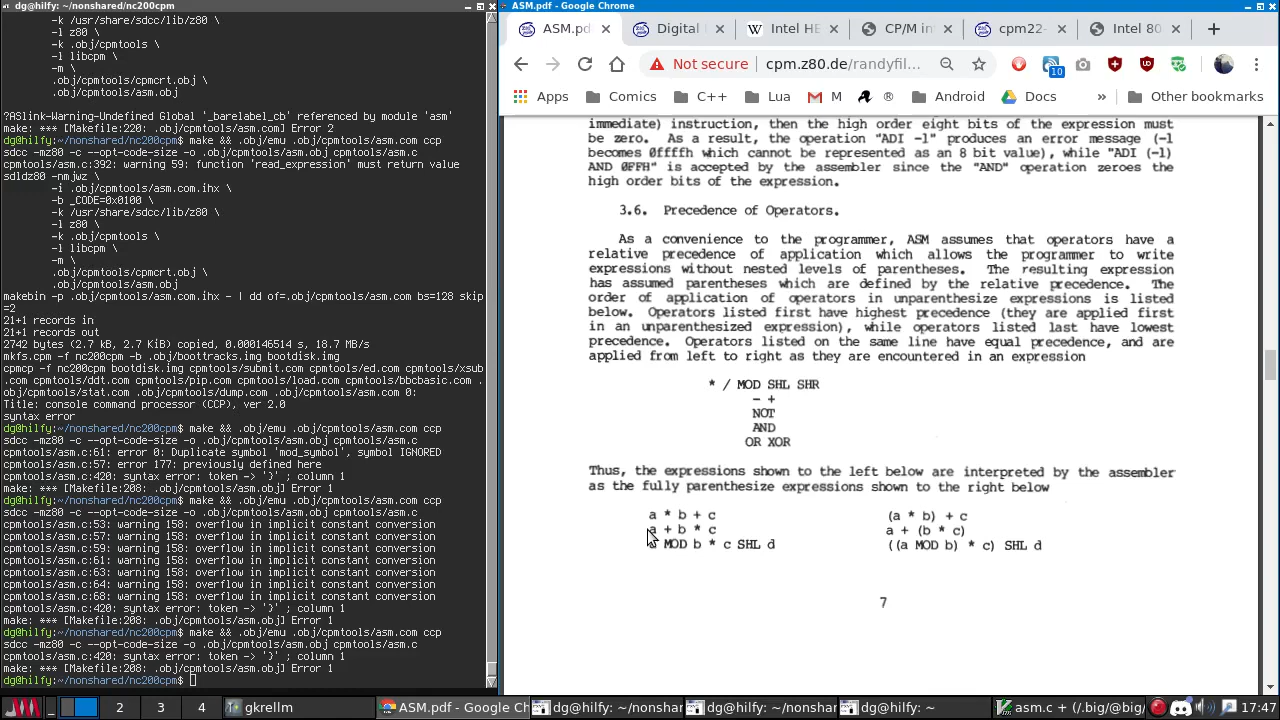 dg@hilfy: ~/nonshared/nc200cpm
-k /usr/share/sdcc/lib/z80 \
-l z80 \
-k .obj/cpmtools \
-l libcpm \
-m \
.obj/cpmtools/cpmcrt.obj \
.obj/cpmtools/asm.obj
?ASlink-Warning-Undefined Global '_barelabel_cb' referenced by module 'asm'
make: *** [Makefile:220: .obj/cpmtools/asm.com] Error 2
dg@hilfy:~/nonshared/nc200cpm$ make && .obj/emu .obj/cpmtools/asm.com ccp
sdcc -mz80 -c --opt-code-size -o .obj/cpmtools/asm.obj cpmtools/asm.c
cpmtools/asm.c:392: warning 59: function 'read_expression' must return value
sdldz80 -nmjwz \
-i .obj/cpmtools/asm.com.ihx \
-b _CODE=0x0100 \
-k /usr/share/sdcc/lib/z80 \
-l z80 \
-k .obj/cpmtools \
-l libcpm \
-m \
.obj/cpmtools/cpmcrt.obj \
.obj/cpmtools/asm.obj
makebin -p .obj/cpmtools/asm.com.ihx - | dd of=.obj/cpmtools/asm.com bs=128 skip
=2
21+1 records in
21+1 records out
2742 bytes (2.7 kB, 2.7 KiB) copied, 0.000146514 s, 18.7 MB/s
mkfs.cpm -f nc200cpm -b .obj/boottracks.img bootdisk.img
cpmcp -f nc200cpm bootdisk.img cpmtools/submit.com cpmtools/ed.com cpmtools/xsub
.com cpmtools/ddt.com cpmtools/pip.com cpmtools/load.com cpmtools/bbcbasic.com .
obj/cpmtools/stat.com .obj/cpmtools/dump.com .obj/cpmtools/asm.com 0:
Title: console command processor (CCP), ver 2.0
syntax error
dg@hilfy:~/nonshared/nc200cpm$ make && .obj/emu .obj/cpmtools/asm.com ccp
sdcc -mz80 -c --opt-code-size -o .obj/cpmtools/asm.obj cpmtools/asm.c
cpmtools/asm.c:61: error 0: Duplicate symbol 'mod_symbol', symbol IGNORED
cpmtools/asm.c:57: error 177: previously defined here
cpmtools/asm.c:420: syntax error: token -> '}' ; column 1
make: *** [Makefile:208: .obj/cpmtools/asm.obj] Error 1
dg@hilfy:~/nonshared/nc200cpm$ make && .obj/emu .obj/cpmtools/asm.com ccp
sdcc -mz80 -c --opt-code-size -o .obj/cpmtools/asm.obj cpmtools/asm.c
cpmtools/asm.c:53: warning 158: overflow in implicit constant conversion
cpmtools/asm.c:57: warning 158: overflow in implicit constant conversion
cpmtools/asm.c:59: warning 158: overflow in implicit constant conversion
cpmtools/asm.c:61: warning 158: overflow in implicit constant conversion
cpmtools/asm.c:63: warning 158: overflow in implicit constant conversion
cpmtools/asm.c:64: warning 158: overflow in implicit constant conversion
cpmtools/asm.c:68: warning 158: overflow in implicit constant conversion
cpmtools/asm.c:420: syntax error: token -> '}' ; column 1
make: *** [Makefile:208: .obj/cpmtools/asm.obj] Error 1
dg@hilfy:~/nonshared/nc200cpm$ make && .obj/emu .obj/cpmtools/asm.com ccp
sdcc -mz80 -c --opt-code-size -o .obj/cpmtools/asm.obj cpmtools/asm.c
cpmtools/asm.c:420: syntax error: token -> '}' ; column 1
make: *** [Makefile:208: .obj/cpmtools/asm.obj] Error 1
dg@hilfy:~/nonshared/nc200cpm$
ASM.pdf - Google Chrome
ASM.pdf Digital Intel HE CP/M in cpm22- Intel 80
Not secure cpm.z80.de/randyfil... 10
Apps Comics C++ Lua M Android Docs » Other bookmarks
immediate) instruction, then the high order eight bits of the expression must
be zero. As a result, the operation "ADI -1" produces an error message (-1
becomes 0ffffh which cannot be represented as an 8 bit value), while "ADI (-1)
AND 0FFH" is accepted by the assembler since the "AND" operation zeroes the
high order bits of the expression.
3.6. Precedence of Operators.
As a convenience to the programmer, ASM assumes that operators have a
relative precedence of application which allows the programmer to write
expressions without nested levels of parentheses. The resulting expression
has assumed parentheses which are defined by the relative precedence. The
order of application of operators in unparenthesize expressions is listed
below. Operators listed first have highest precedence (they are applied first
in an unparenthesized expression), while operators listed last have lowest
precedence. Operators listed on the same line have equal precedence, and are
applied from left to right as they are encountered in an expression
* / MOD SHL SHR
- +
NOT
AND
OR XOR
Thus, the expressions shown to the left below are interpreted by the assembler
as the fully parenthesize expressions shown to the right below
a * b + c (a * b) + c
a + b * c a + (b * c)
MOD b * c SHL d ((a MOD b) * c) SHL d
7
2 3 4 gkrellm ASM.pdf - Google Ch dg@hilfy: ~/nonshar dg@hilfy: ~/nonshar dg@hilfy: ~ asm.c + (/.big/@big/ 17:47